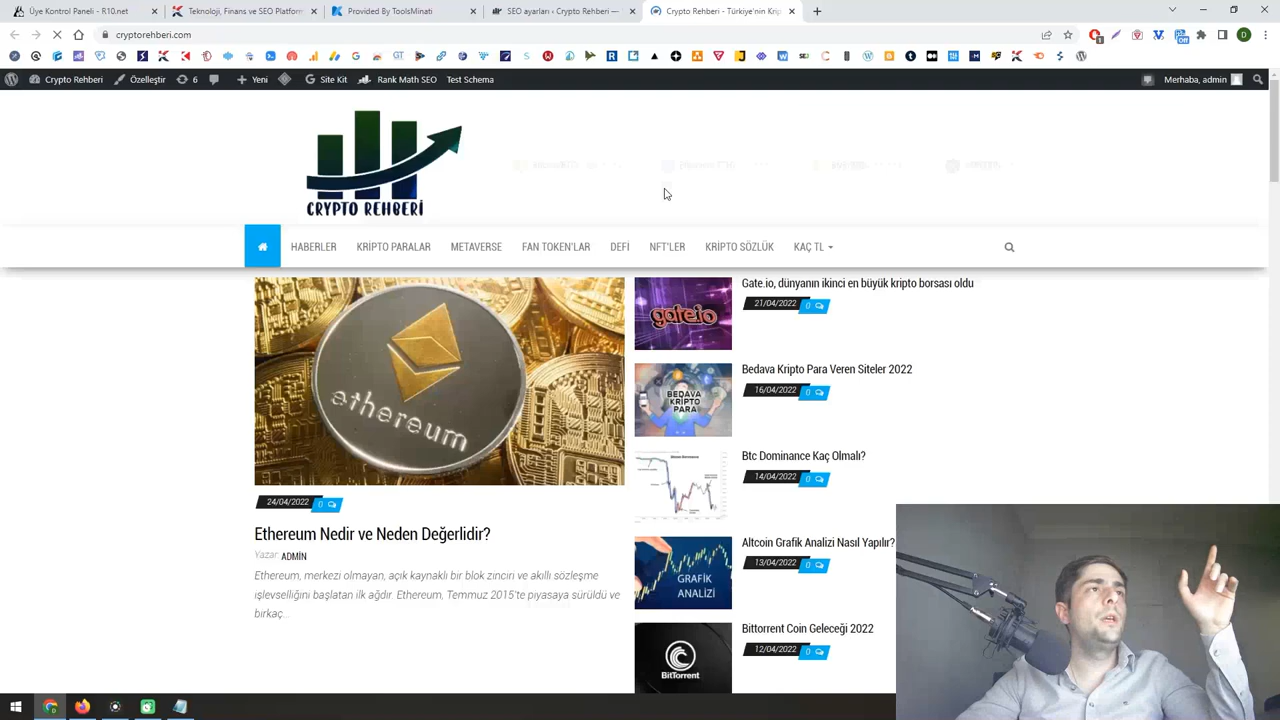 Üye Kontrol Paneli - R10.net
Teknoloji, Finans ve SEO Rehber
SEO ayarları ‹ Crypto Rehberi
Crypto Rehberi - Türkiye'nin Krip
cryptorehberi.com
D
Crypto Rehberi
Özelleştir
6
0
Yeni
Site Kit
Rank Math SEO
Test Schema
Merhaba, admin
CRYPTO REHBERİ
HABERLER
KRİPTO PARALAR
METAVERSE
FAN TOKEN'LAR
DEFİ
NFT'LER
KRİPTO SÖZLÜK
KAÇ TL
ethereum
24/04/2022 0
Ethereum Nedir ve Neden Değerlidir?
Yazar: ADMİN
Ethereum, merkezi olmayan, açık kaynaklı bir blok zinciri ve akıllı sözleşme
işlevselliğini başlatan ilk ağdır. Ethereum, Temmuz 2015'te piyasaya sürüldü ve
birkaç...
gate.io
Gate.io, dünyanın ikinci en büyük kripto borsası oldu
21/04/2022 0
BEDAVA
KRİPTO
PARA
Bedava Kripto Para Veren Siteler 2022
16/04/2022 0
Btc Dominance Kaç Olmalı?
14/04/2022 0
GRAFİK
ANALİZİ
Altcoin Grafik Analizi Nasıl Yapılır?
13/04/2022 0
BitTorrent
Bittorrent Coin Geleceği 2022
12/04/2022 0